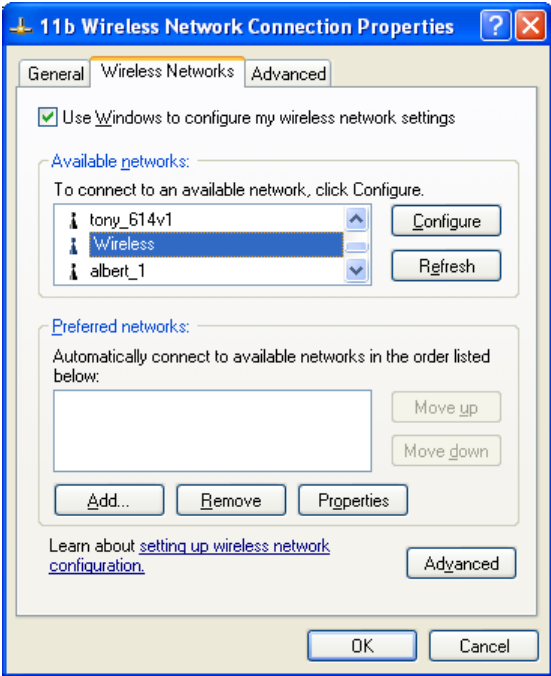 11b Wireless Network Connection Properties
General Wireless Networks Advanced
Use Windows to configure my wireless network settings
Available networks:
To connect to an available network, click Configure.
tony_614v1
Wireless
albert_1
Configure
Refresh
Preferred networks:
Automatically connect to available networks in the order listed
below:
Move up
Move down
Add... Remove Properties
Learn about setting up wireless network
configuration.
Advanced
OK Cancel